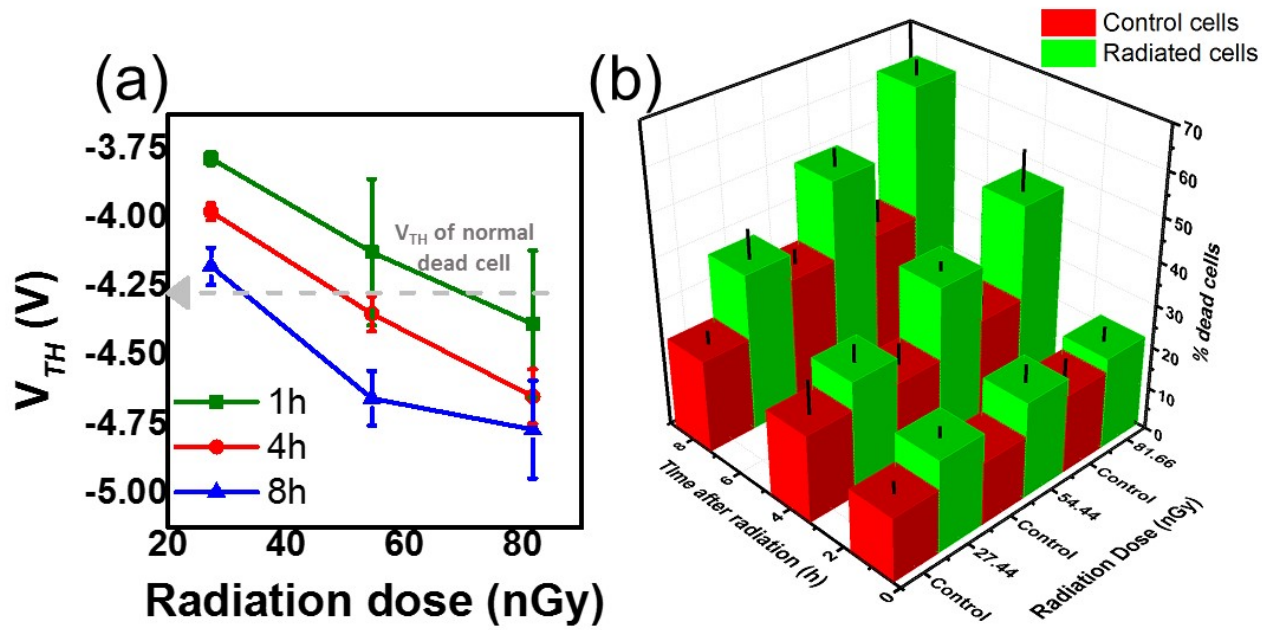 (a)
-3.75
-4.00
-4.25
-4.50
-4.75
-5.00
V_TH (V)
V_TH of normal
dead cell
1h
4h
8h
20
40
60
80
Radiation dose (nGy)
(b)
Control cells
Radiated cells
70
60
50
40
30
20
10
0
% dead cells
8
6
4
2
0
Time after radiation (h)
Control
27.44
Control
54.44
Control
81.66
Radiation Dose (nGy)